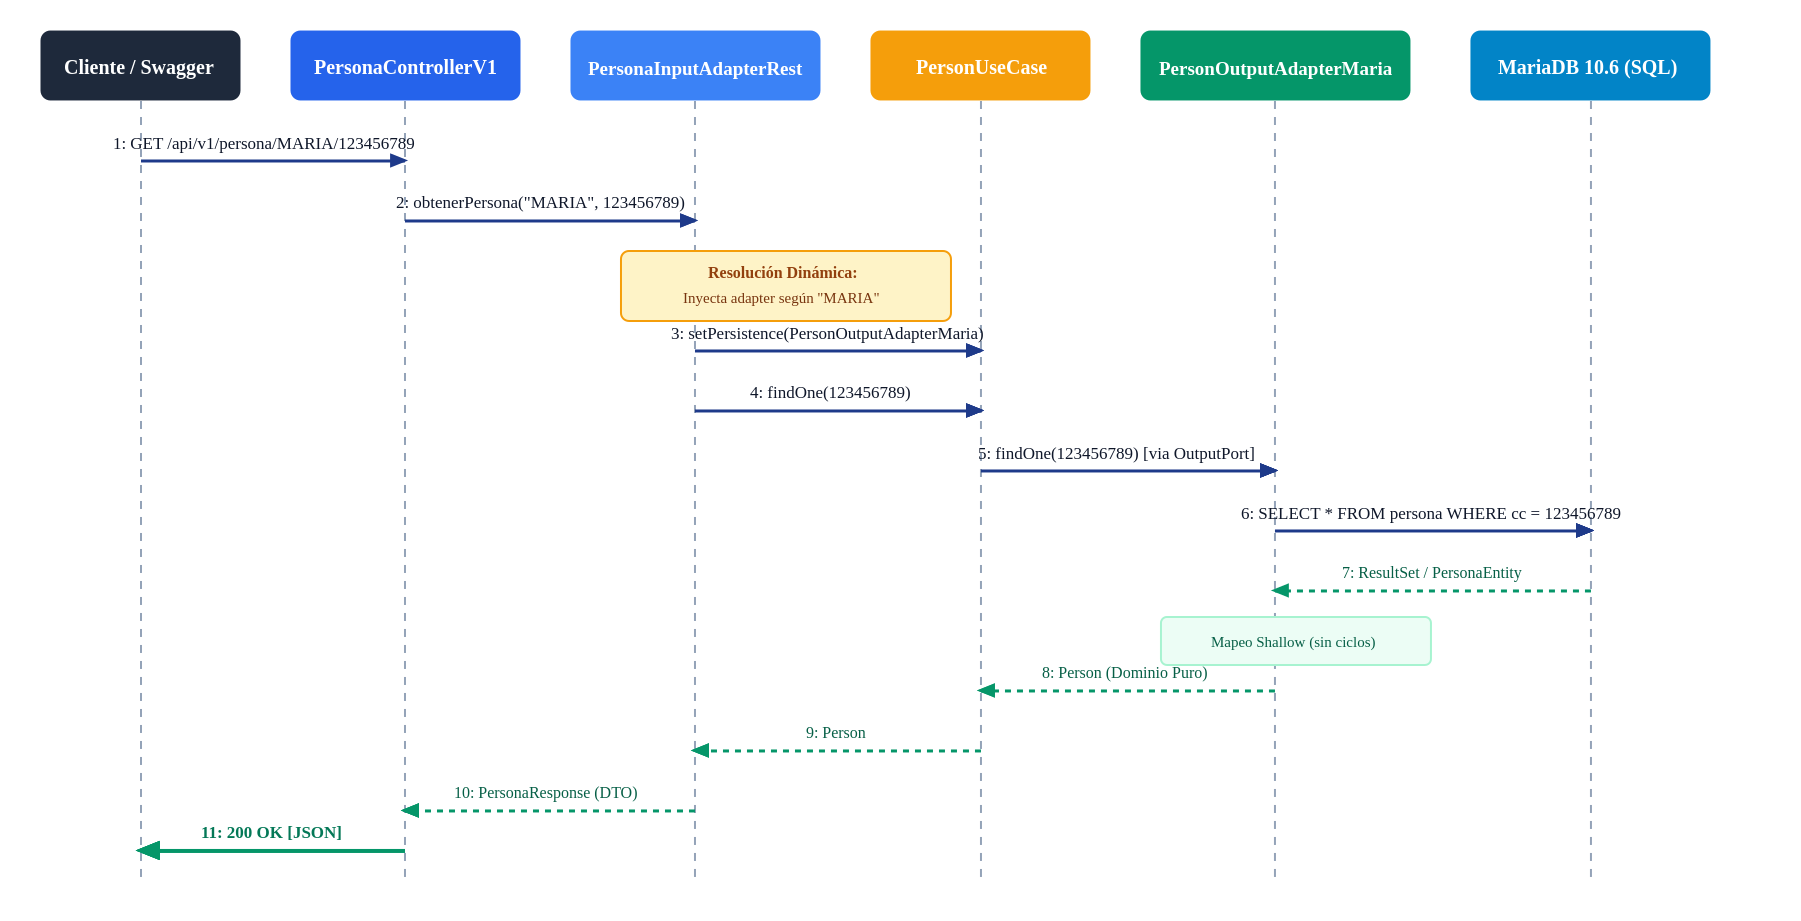 Cliente / Swagger
PersonaControllerV1
PersonaInputAdapterRest
PersonUseCase
PersonOutputAdapterMaria
MariaDB 10.6 (SQL)
1: GET /api/v1/persona/MARIA/123456789
2: obtenerPersona("MARIA", 123456789)
Resolución Dinámica:
Inyecta adapter según "MARIA"
3: setPersistence(PersonOutputAdapterMaria)
4: findOne(123456789)
5: findOne(123456789) [via OutputPort]
6: SELECT * FROM persona WHERE cc = 123456789
7: ResultSet / PersonaEntity
Mapeo Shallow (sin ciclos)
8: Person (Dominio Puro)
9: Person
10: PersonaResponse (DTO)
11: 200 OK [JSON]